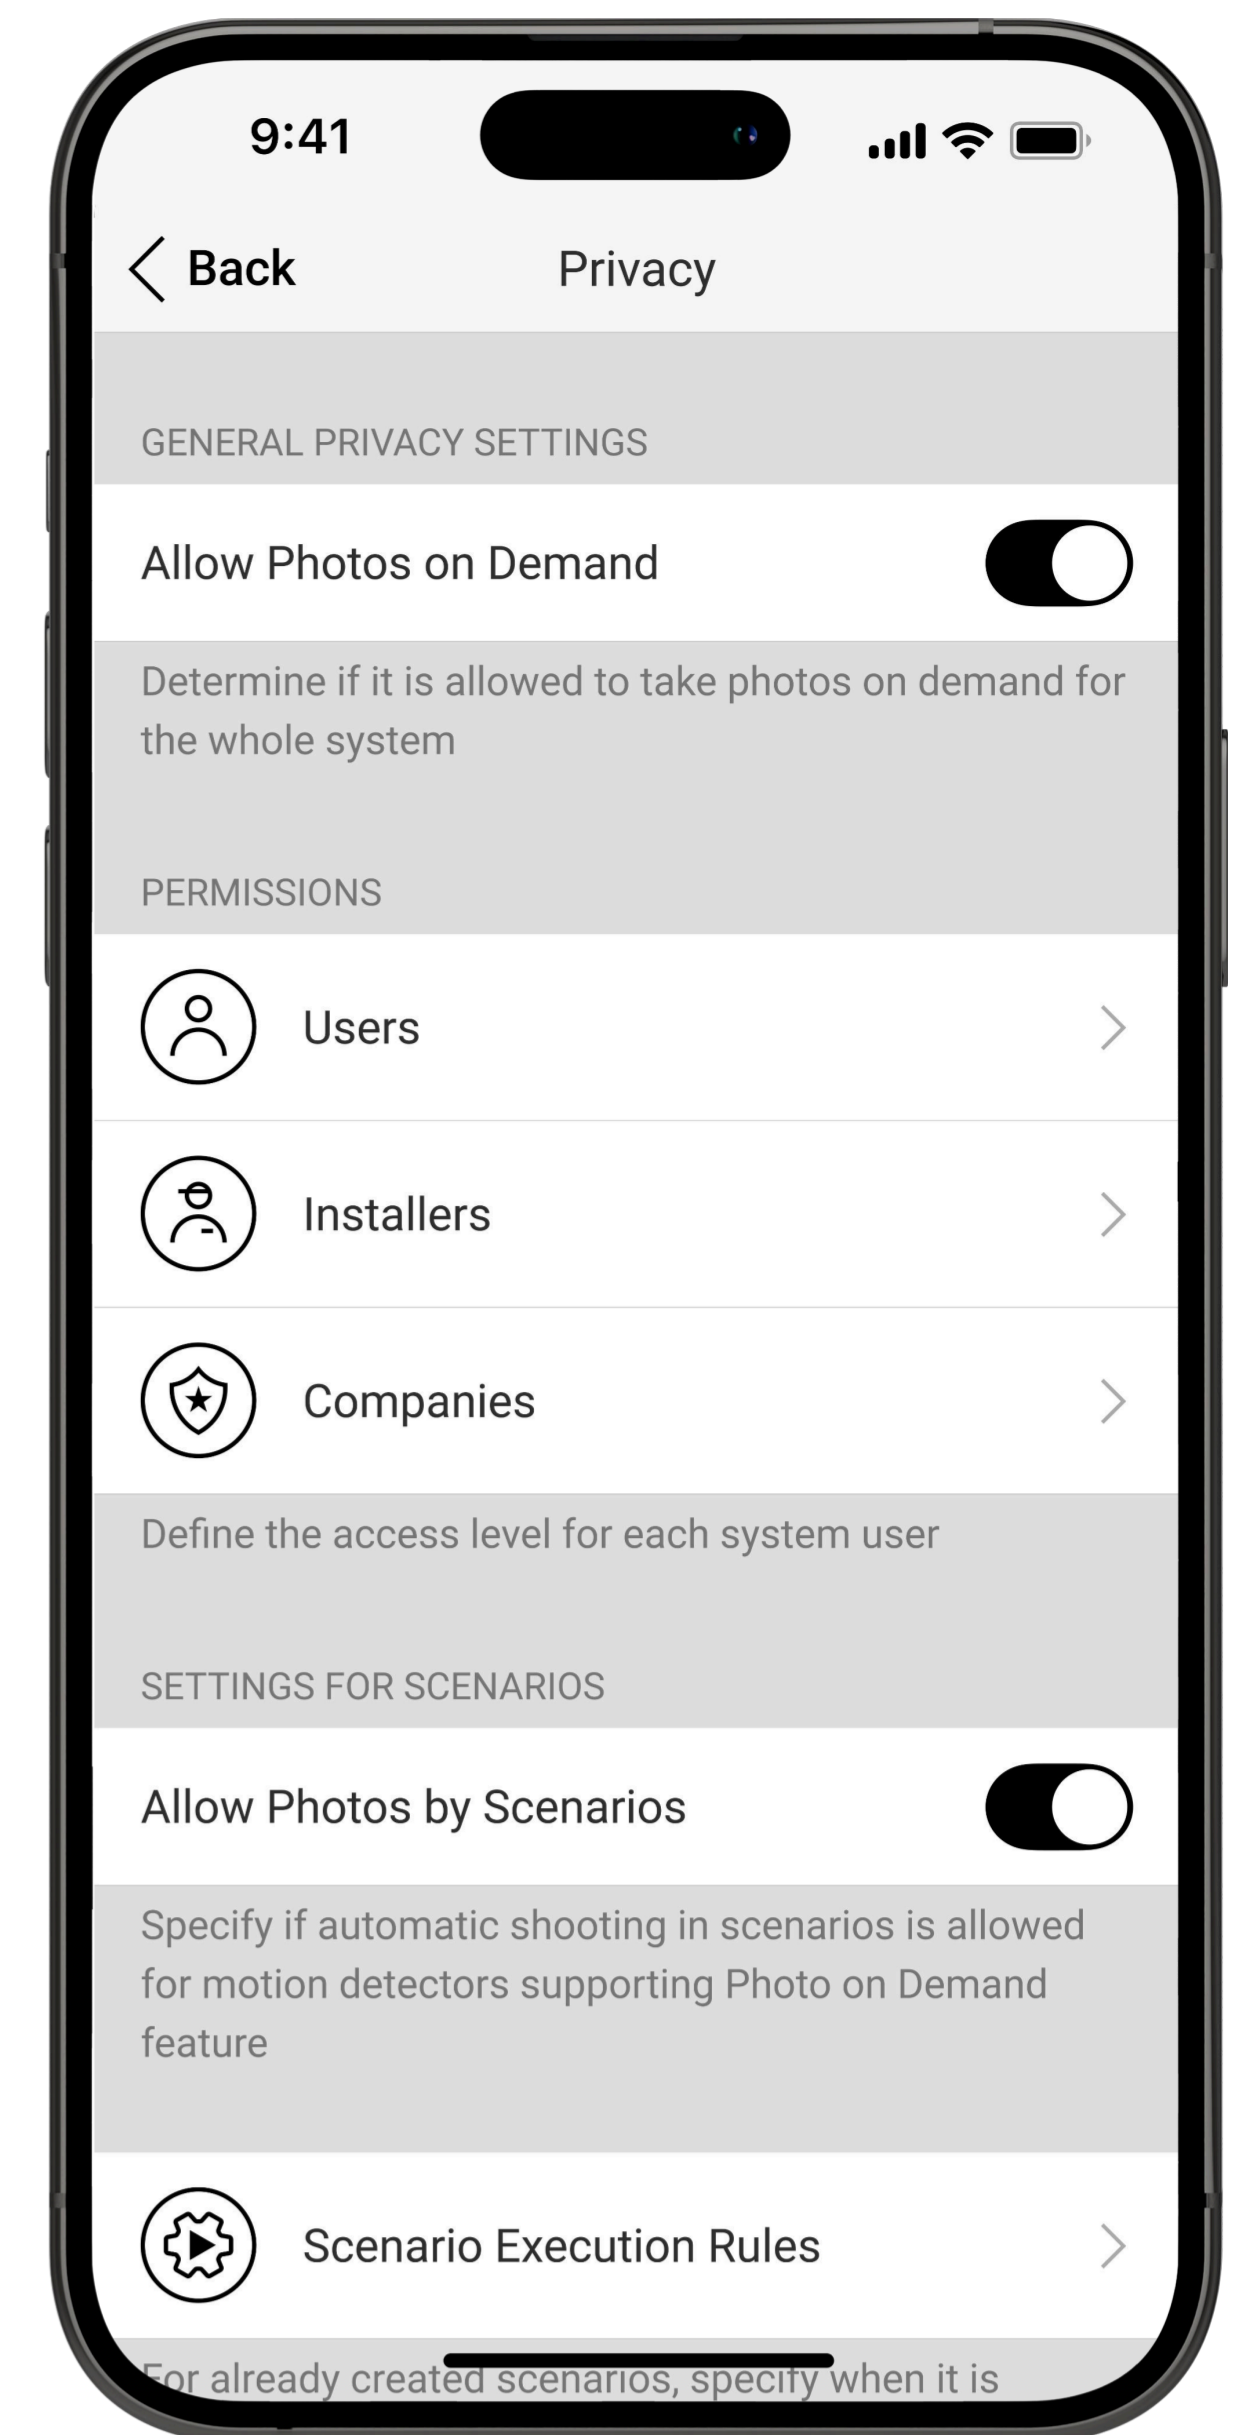 9:41
Back
Privacy
GENERAL PRIVACY SETTINGS
Allow Photos on Demand
Determine if it is allowed to take photos on demand for
the whole system
PERMISSIONS
Users
Installers
Companies
Define the access level for each system user
SETTINGS FOR SCENARIOS
Allow Photos by Scenarios
Specify if automatic shooting in scenarios is allowed
for motion detectors supporting Photo on Demand
feature
Scenario Execution Rules
For already created scenarios, specify when it is